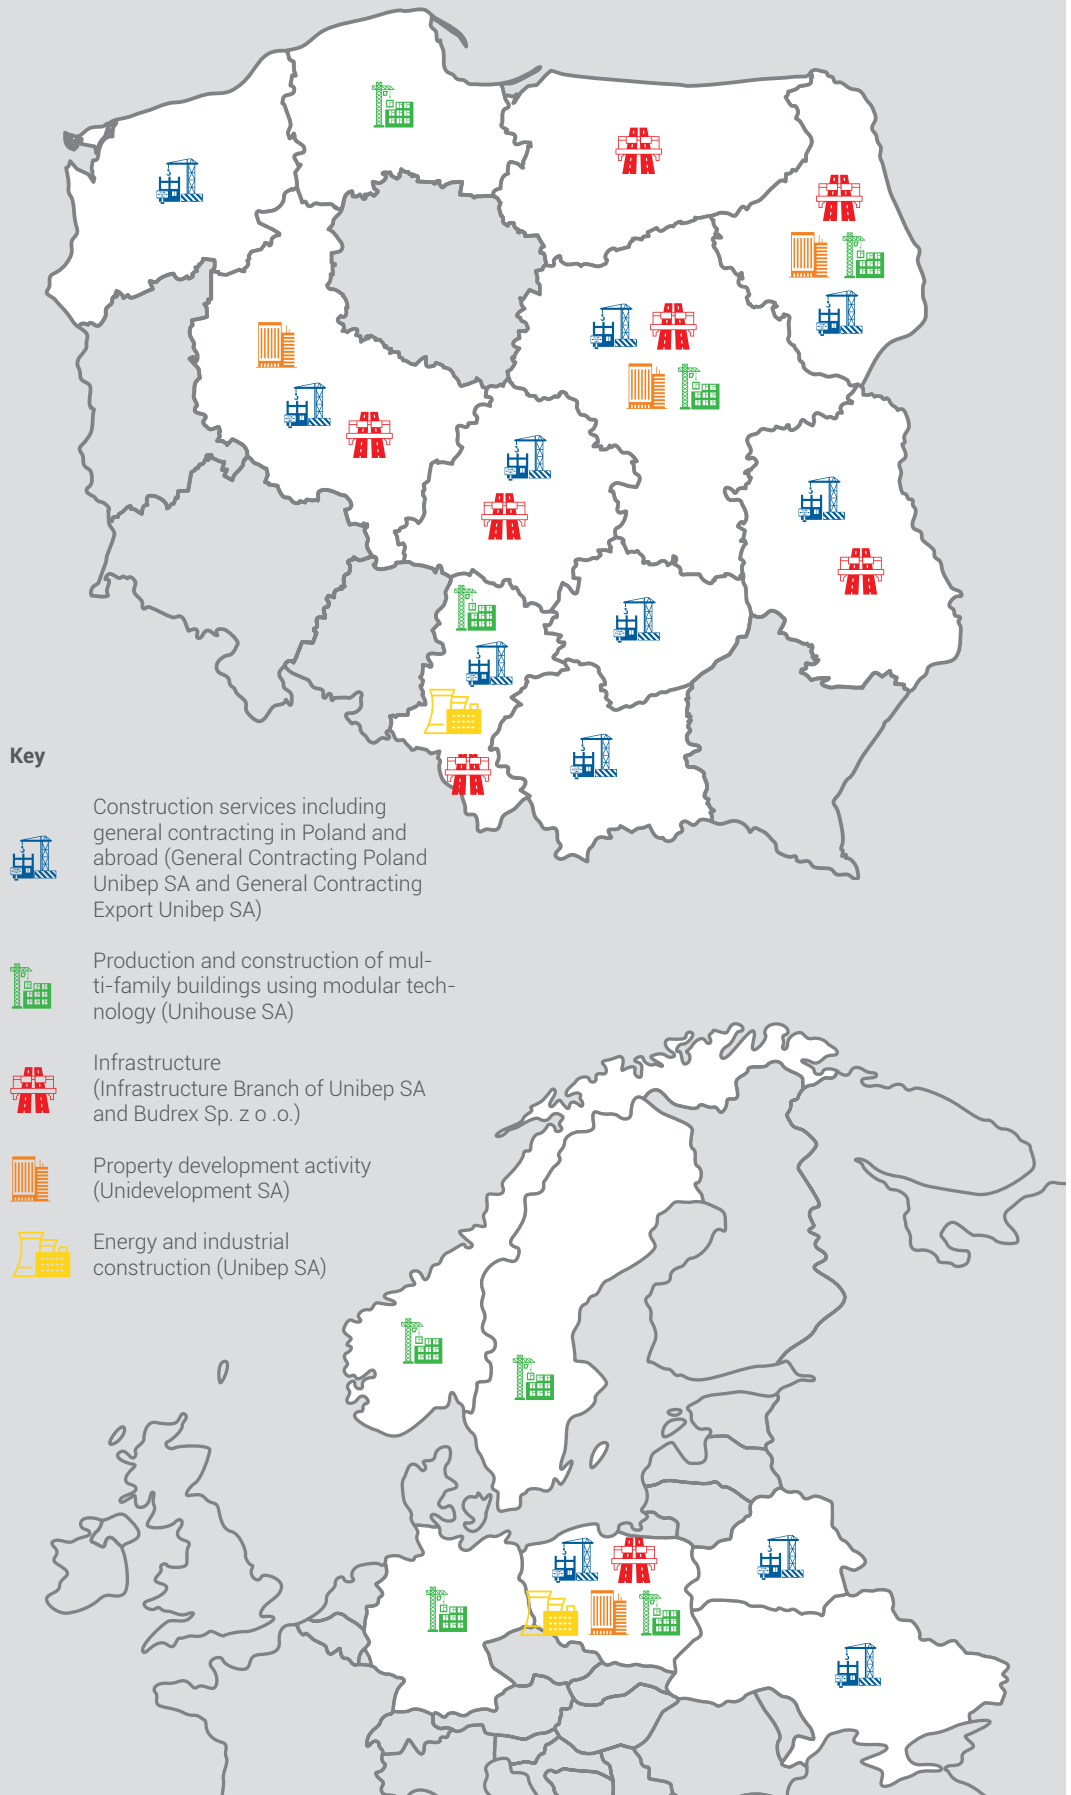 Key
Construction services including
general contracting in Poland and
abroad (General Contracting Poland
Unibep SA and General Contracting
Export Unibep SA)
Production and construction of mul-
ti-family buildings using modular tech-
nology (Unihouse SA)
Infrastructure
(Infrastructure Branch of Unibep SA
and Budrex Sp. z o .o.)
Property development activity
(Unidevelopment SA)
Energy and industrial
construction (Unibep SA)